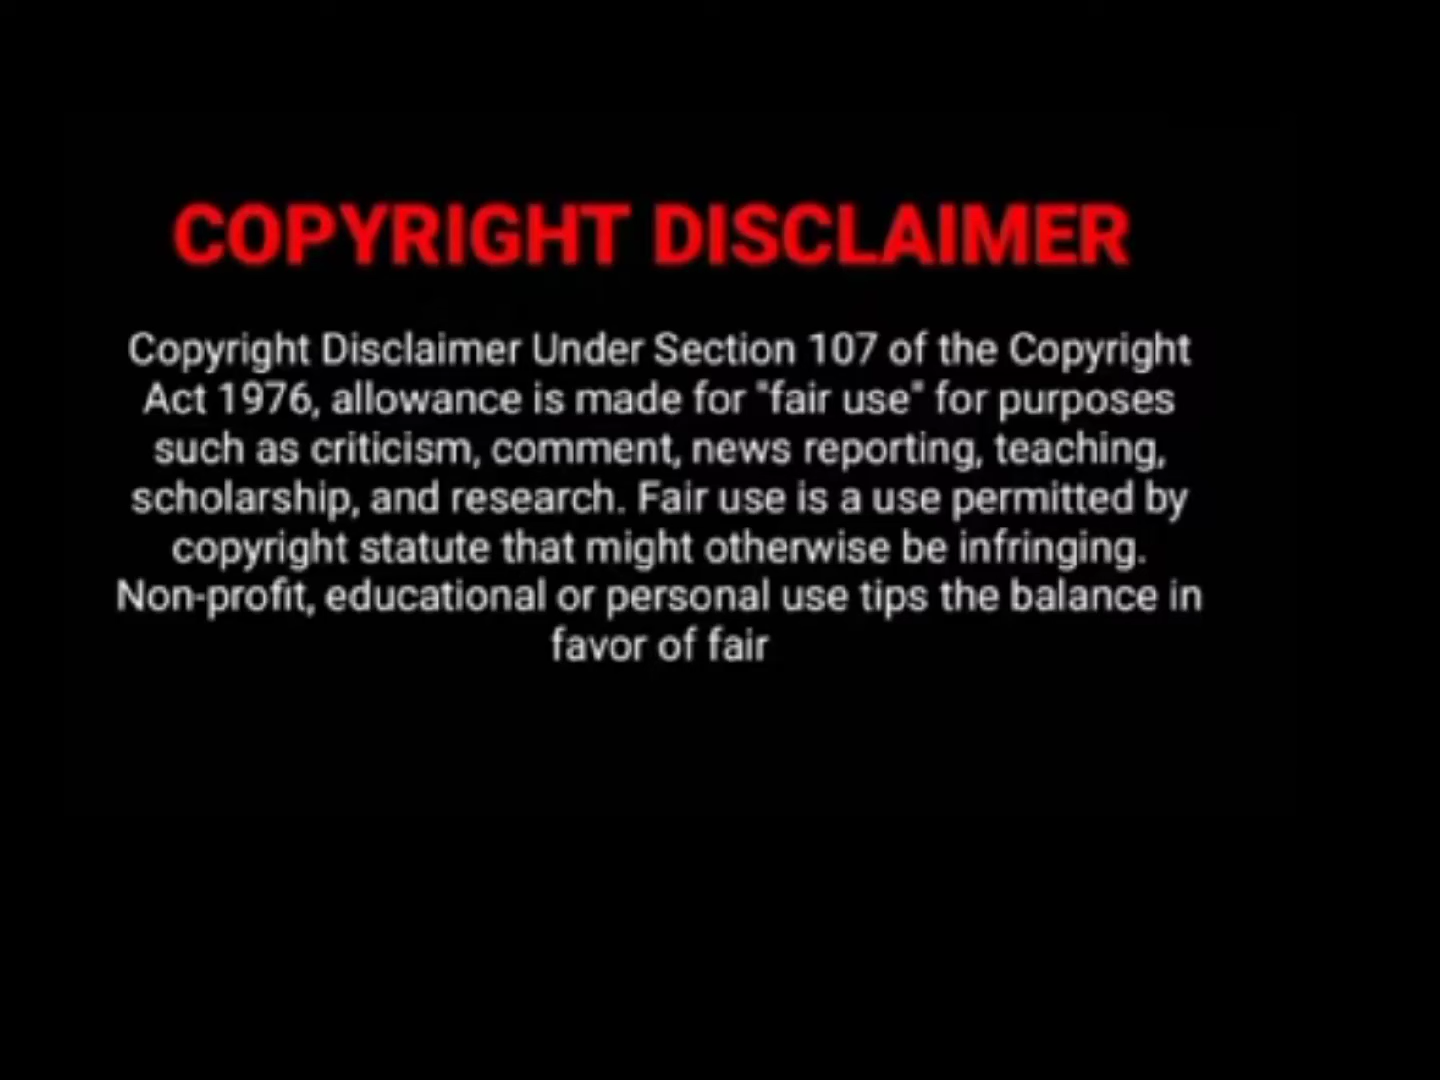 COPYRIGHT DISCLAIMER
Copyright Disclaimer Under Section 107 of the Copyright
Act 1976, allowance is made for "fair use" for purposes
such as criticism, comment, news reporting, teaching,
scholarship, and research. Fair use is a use permitted by
copyright statute that might otherwise be infringing.
Non-profit, educational or personal use tips the balance in
favor of fair